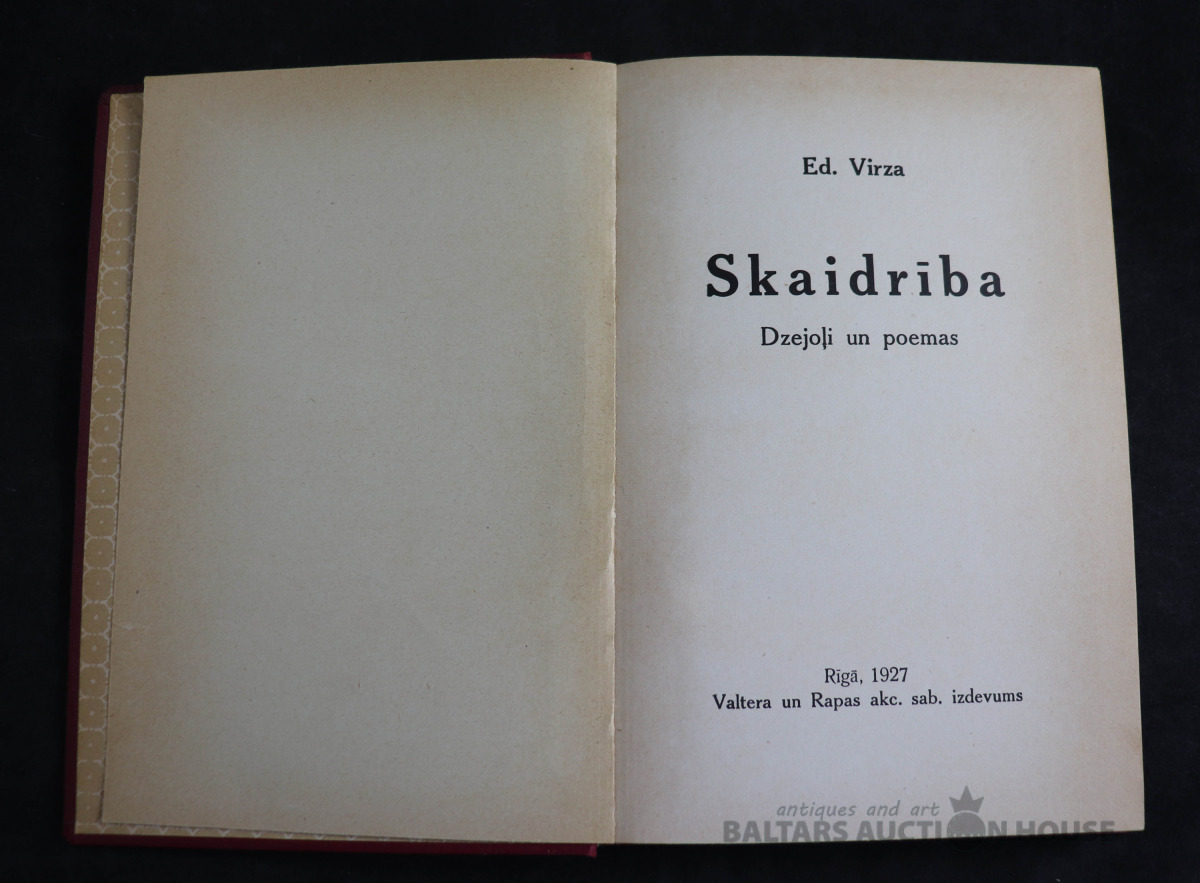 Ed. Virza
Skaidrība
Dzejoļi un poemas
Rīgā, 1927
Valtera un Rapas akc. sab. izdevums
antiques and art
BALTARS AUCTION HOUSE